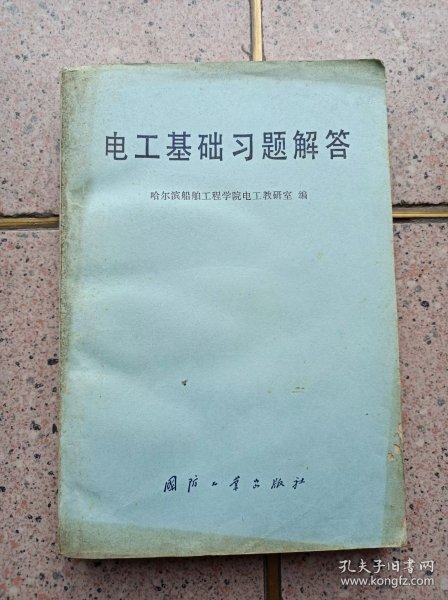 电工基础习题解答
哈尔滨船舶工程学院电工教研室 编
国防工业出版社
孔夫子旧书网
www.kongfz.com